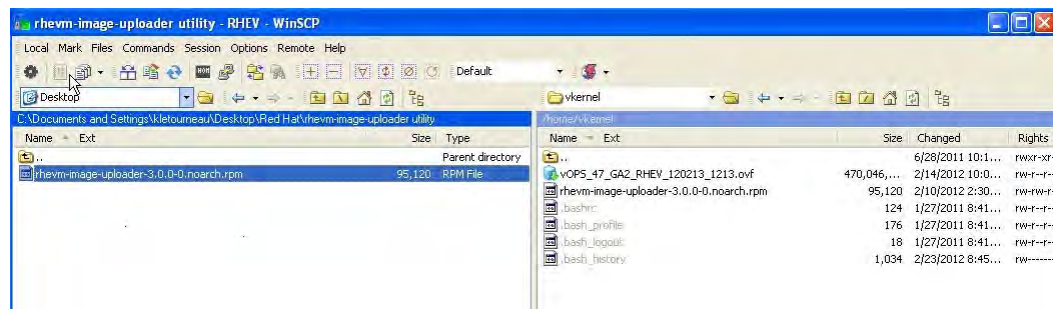 rhevm-image-uploader utility - RHEV - WinSCP
Local Mark Files Commands Session Options Remote Help
Default
Desktop
vkernel
C:\Documents and Settings\kletourneau\Desktop\Red Hat\rhevm-image-uploader utility
/home/vkernel
Name Ext Size Type
Name Ext Size Changed Rights
.. Parent directory
rhevm-image-uploader-3.0.0-0.noarch.rpm 95,120 RPM File
.. 6/28/2011 10:1... rwxr-xr-
vOPS_47_GA2_RHEV_120213_1213.ovf 470,046,... 2/14/2012 10:0... rw-r--r--
rhevm-image-uploader-3.0.0-0.noarch.rpm 95,120 2/10/2012 2:30... rw-rw-r-
.bashrc 124 1/27/2011 8:41... rw-r--r--
.bash_profile 176 1/27/2011 8:41... rw-r--r--
.bash_logout 18 1/27/2011 8:41... rw-r--r--
.bash_history 1,034 2/23/2012 8:45... rw-------